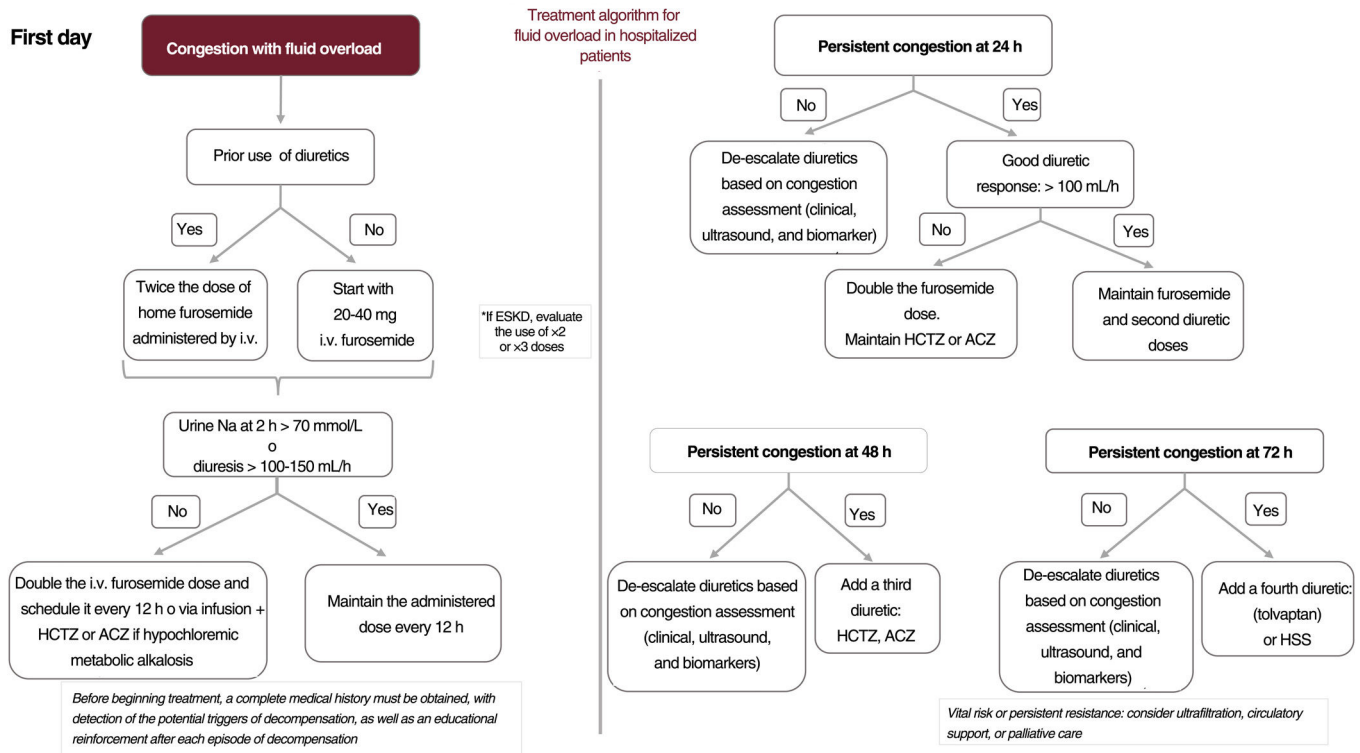 First day
Congestion with fluid overload
Prior use of diuretics
Yes
No
Twice the dose of
home furosemide
administered by i.v.
Start with
20-40 mg
i.v. furosemide
*If ESKD, evaluate
the use of ×2
or ×3 doses
Urine Na at 2 h > 70 mmol/L
o
diuresis > 100-150 mL/h
No
Yes
Double the i.v. furosemide dose and
schedule it every 12 h o via infusion +
HCTZ or ACZ if hypochloremic
metabolic alkalosis
Maintain the administered
dose every 12 h
Before beginning treatment, a complete medical history must be obtained, with
detection of the potential triggers of decompensation, as well as an educational
reinforcement after each episode of decompensation
Treatment algorithm for
fluid overload in hospitalized
patients
Persistent congestion at 24 h
No
Yes
De-escalate diuretics
based on congestion
assessment (clinical,
ultrasound, and biomarker)
Good diuretic
response: > 100 mL/h
No
Yes
Double the furosemide
dose.
Maintain HCTZ or ACZ
Maintain furosemide
and second diuretic
doses
Persistent congestion at 48 h
No
Yes
De-escalate diuretics based
on congestion assessment
(clinical, ultrasound,
and biomarkers)
Add a third
diuretic:
HCTZ, ACZ
Persistent congestion at 72 h
No
Yes
De-escalate diuretics
based on congestion
assessment (clinical,
ultrasound, and
biomarkers)
Add a fourth diuretic:
(tolvaptan)
or HSS
Vital risk or persistent resistance: consider ultrafiltration, circulatory
support, or palliative care